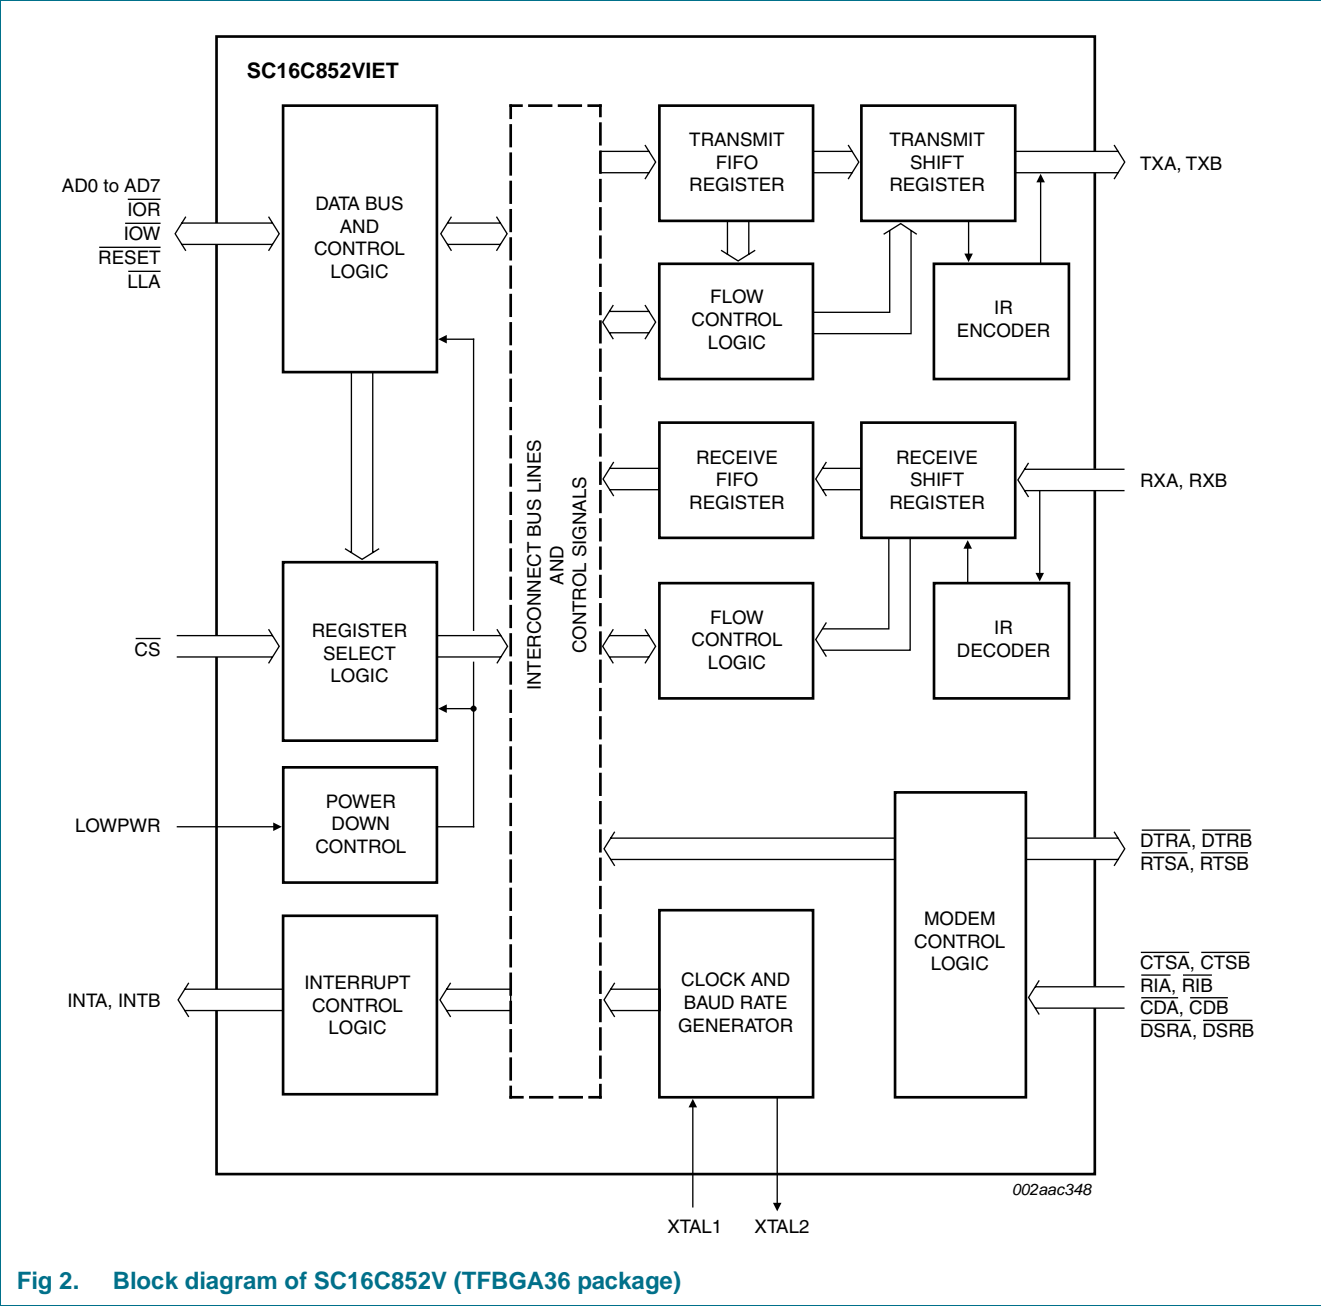 SC16C852VIET
AD0 to AD7
IOR
IOW
RESET
LLA
DATA BUS
AND
CONTROL
LOGIC
TRANSMIT
FIFO
REGISTER
TRANSMIT
SHIFT
REGISTER
TXA, TXB
FLOW
CONTROL
LOGIC
IR
ENCODER
INTERCONNECT BUS LINES
AND
CONTROL SIGNALS
RECEIVE
FIFO
REGISTER
RECEIVE
SHIFT
REGISTER
RXA, RXB
CS
REGISTER
SELECT
LOGIC
FLOW
CONTROL
LOGIC
IR
DECODER
LOWPWR
POWER
DOWN
CONTROL
DTRA, DTRB
RTSA, RTSB
MODEM
CONTROL
LOGIC
INTA, INTB
INTERRUPT
CONTROL
LOGIC
CLOCK AND
BAUD RATE
GENERATOR
CTSA, CTSB
RIA, RIB
CDA, CDB
DSRA, DSRB
002aac348
XTAL1
XTAL2
Fig 2. Block diagram of SC16C852V (TFBGA36 package)